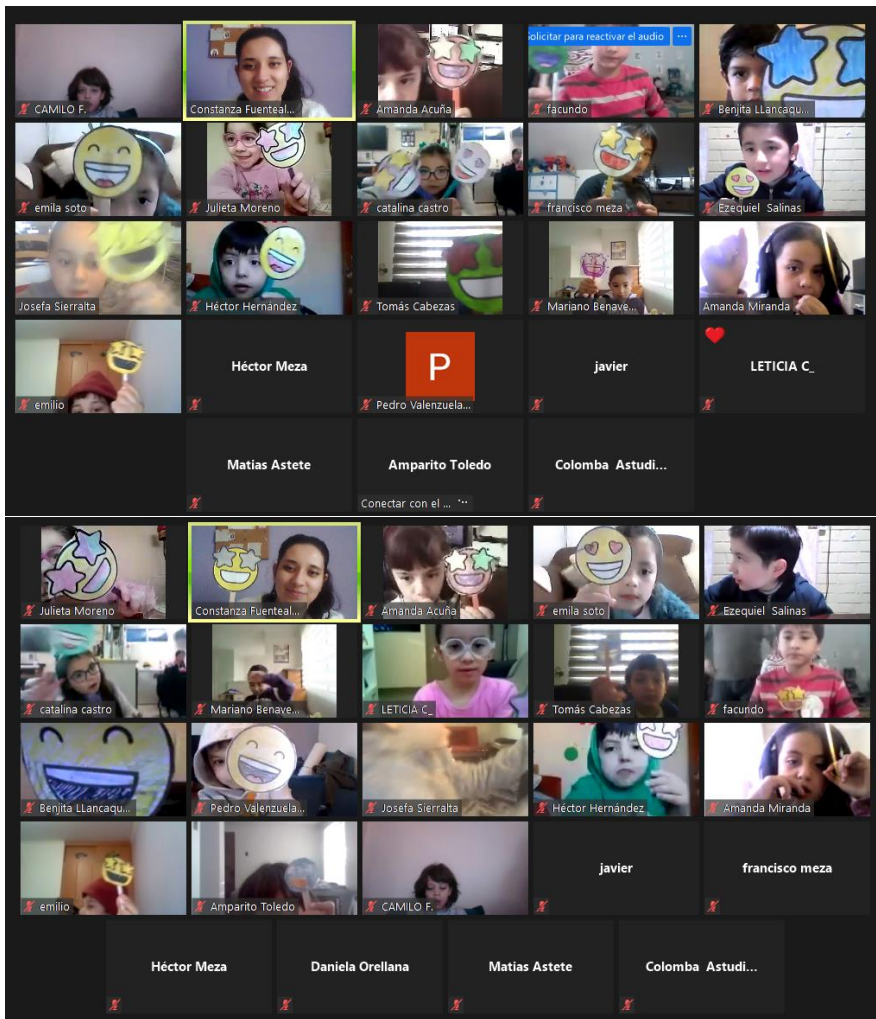 Solicitar para reactivar el audio ...
CAMILO F.
Constanza Fuenteal...
Amanda Acuña
facundo
Benjita LLancaqu...
emila soto
Julieta Moreno
catalina castro
francisco meza
Ezequiel Salinas
Josefa Sierralta
Héctor Hernández
Tomás Cabezas
Mariano Benave...
Amanda Miranda
emilio
Héctor Meza
P
Pedro Valenzuela...
javier
LETICIA C_
Matias Astete
Amparito Toledo
Conectar con el ... ...
Colomba Astudi...
Julieta Moreno
Constanza Fuenteal...
Amanda Acuña
emila soto
Ezequiel Salinas
catalina castro
Mariano Benave...
LETICIA C_
Tomás Cabezas
facundo
Benjita LLancaqu...
Pedro Valenzuela...
Josefa Sierralta
Héctor Hernández
Amanda Miranda
emilio
Amparito Toledo
CAMILO F.
javier
francisco meza
Héctor Meza
Daniela Orellana
Matias Astete
Colomba Astudi...